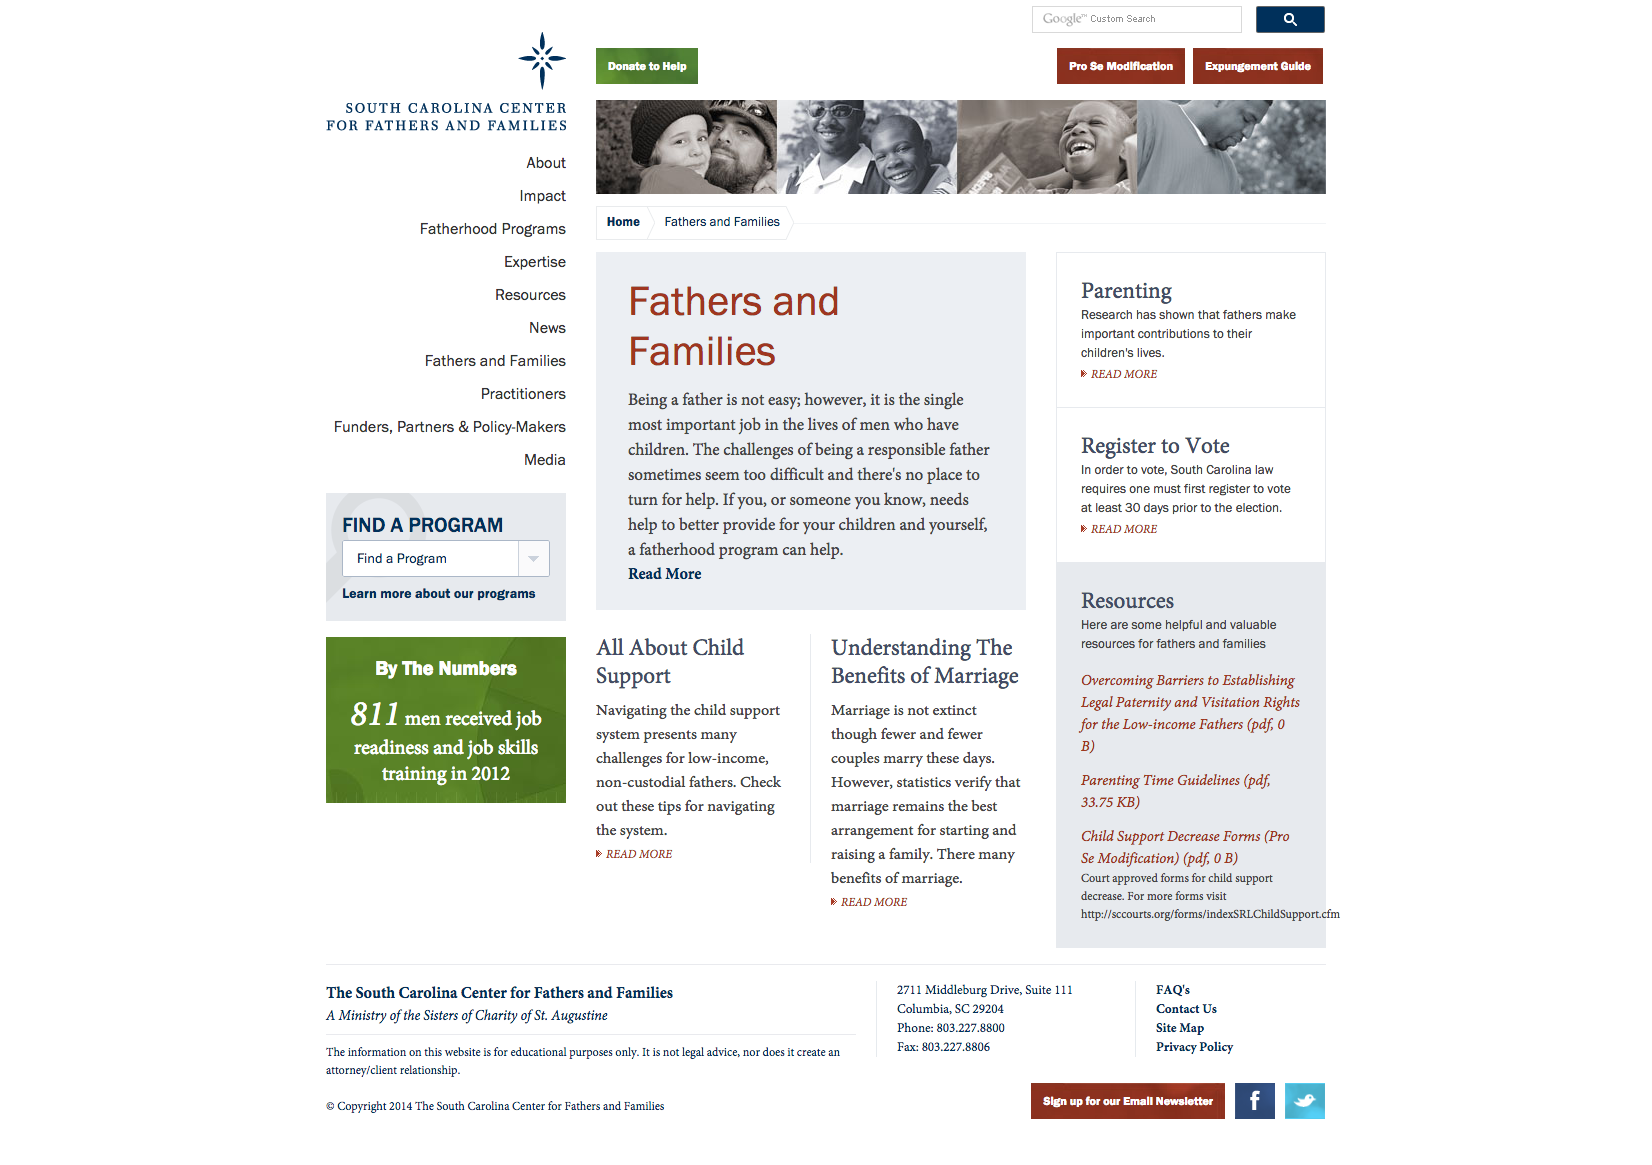 Google™ Custom Search
Donate to Help
Pro Se Modification
Expungement Guide
SOUTH CAROLINA CENTER
FOR FATHERS AND FAMILIES
About
Impact
Fatherhood Programs
Expertise
Resources
News
Fathers and Families
Practitioners
Funders, Partners & Policy-Makers
Media
FIND A PROGRAM
Find a Program
Learn more about our programs
By The Numbers
811 men received job
readiness and job skills
training in 2012
Home
Fathers and Families
Fathers and
Families
Being a father is not easy; however, it is the single
most important job in the lives of men who have
children. The challenges of being a responsible father
sometimes seem too difficult and there's no place to
turn for help. If you, or someone you know, needs
help to better provide for your children and yourself,
a fatherhood program can help.
Read More
All About Child
Support
Navigating the child support
system presents many
challenges for low-income,
non-custodial fathers. Check
out these tips for navigating
the system.
READ MORE
Understanding The
Benefits of Marriage
Marriage is not extinct
though fewer and fewer
couples marry these days.
However, statistics verify that
marriage remains the best
arrangement for starting and
raising a family. There many
benefits of marriage.
READ MORE
Parenting
Research has shown that fathers make
important contributions to their
children's lives.
READ MORE
Register to Vote
In order to vote, South Carolina law
requires one must first register to vote
at least 30 days prior to the election.
READ MORE
Resources
Here are some helpful and valuable
resources for fathers and families
Overcoming Barriers to Establishing
Legal Paternity and Visitation Rights
for the Low-income Fathers (pdf, 0
B)
Parenting Time Guidelines (pdf,
33.75 KB)
Child Support Decrease Forms (Pro
Se Modification) (pdf, 0 B)
Court approved forms for child support
decrease. For more forms visit
http://sccourts.org/forms/indexSRLChildSupport.cfm
The South Carolina Center for Fathers and Families
A Ministry of the Sisters of Charity of St. Augustine
The information on this website is for educational purposes only. It is not legal advice, nor does it create an
attorney/client relationship.
© Copyright 2014 The South Carolina Center for Fathers and Families
2711 Middleburg Drive, Suite 111
Columbia, SC 29204
Phone: 803.227.8800
Fax: 803.227.8806
FAQ's
Contact Us
Site Map
Privacy Policy
Sign up for our Email Newsletter